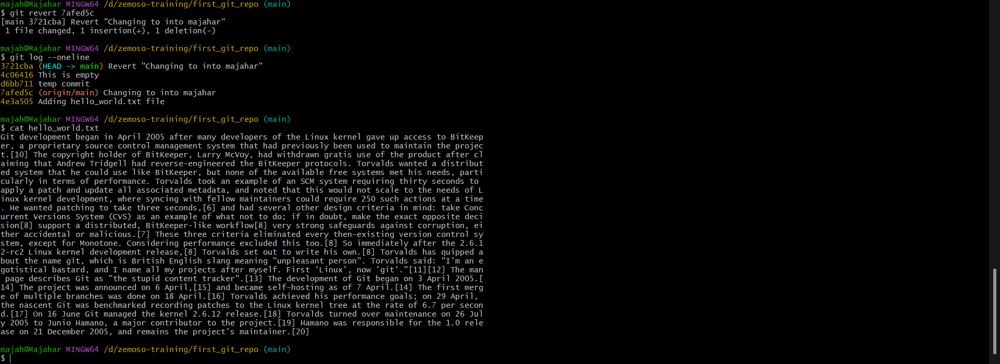 majah@Majahar MINGW64 /d/zemoso-training/first_git_repo (main)
$ git revert 7afed5c
[main 3721cba] Revert "Changing to into majahar"
 1 file changed, 1 insertion(+), 1 deletion(-)

majah@Majahar MINGW64 /d/zemoso-training/first_git_repo (main)
$ git log --oneline
3721cba (HEAD -> main) Revert "Changing to into majahar"
4c06416 This is empty
d6bb711 temp commit
7afed5c (origin/main) Changing to into majahar
4e3a505 Adding hello_world.txt file

majah@Majahar MINGW64 /d/zemoso-training/first_git_repo (main)
$ cat hello_world.txt
Git development began in April 2005 after many developers of the Linux kernel gave up access to BitKeep
er, a proprietary source control management system that had previously been used to maintain the projec
t.[10] The copyright holder of BitKeeper, Larry McVoy, had withdrawn gratis use of the product after cl
aiming that Andrew Tridgell had reverse-engineered the BitKeeper protocols. Torvalds wanted a distribut
ed system that he could use like BitKeeper, but none of the available free systems met his needs, parti
cularly in terms of performance. Torvalds took an example of an SCM system requiring thirty seconds to
apply a patch and update all associated metadata, and noted that this would not scale to the needs of L
inux kernel development, where syncing with fellow maintainers could require 250 such actions at a time
. He wanted patching to take three seconds,[6] and had several other design criteria in mind: take Conc
urrent Versions System (CVS) as an example of what not to do; if in doubt, make the exact opposite deci
sion[8] support a distributed, BitKeeper-like workflow[8] very strong safeguards against corruption, ei
ther accidental or malicious.[7] These three criteria eliminated every then-existing version control sy
stem, except for Monotone. Considering performance excluded this too.[8] So immediately after the 2.6.1
2-rc2 Linux kernel development release,[8] Torvalds set out to write his own.[8] Torvalds has quipped a
bout the name git, which is British English slang meaning "unpleasant person". Torvalds said: "I'm an e
gotistical bastard, and I name all my projects after myself. First 'Linux', now 'git'."[11][12] The man
 page describes Git as "the stupid content tracker".[13] The development of Git began on 3 April 2005.[
14] The project was announced on 6 April,[15] and became self-hosting as of 7 April.[14] The first merg
e of multiple branches was done on 18 April.[16] Torvalds achieved his performance goals; on 29 April,
the nascent Git was benchmarked recording patches to the Linux kernel tree at the rate of 6.7 per secon
d.[17] On 16 June Git managed the kernel 2.6.12 release.[18] Torvalds turned over maintenance on 26 Jul
y 2005 to Junio Hamano, a major contributor to the project.[19] Hamano was responsible for the 1.0 rele
ase on 21 December 2005, and remains the project's maintainer.[20]

majah@Majahar MINGW64 /d/zemoso-training/first_git_repo (main)
$